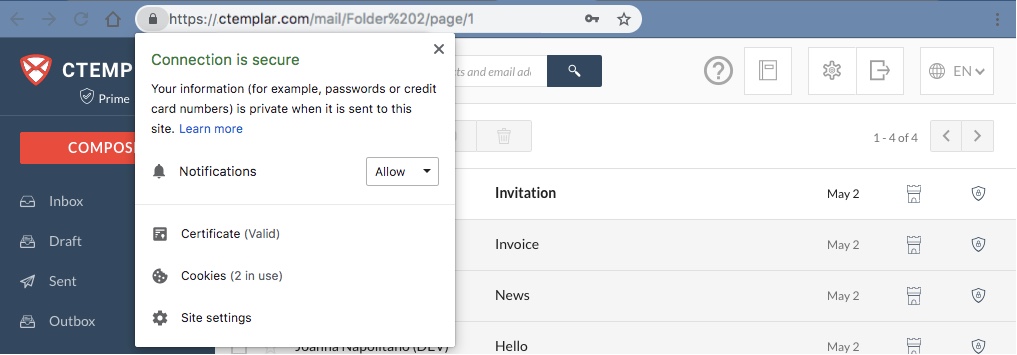 https://ctemplar.com/mail/Folder%202/page/1
Connection is secure
Your information (for example, passwords or credit
card numbers) is private when it is sent to this
site. Learn more
Notifications
Allow
Certificate (Valid)
Cookies (2 in use)
Site settings
CTEMP
Prime
and email
? EN
COMPOS
1 - 4 of 4
Inbox
Draft
Sent
Outbox
Invitation May 2
Invoice May 2
News May 2
Joanna Napolitano (DEV) Hello May 2